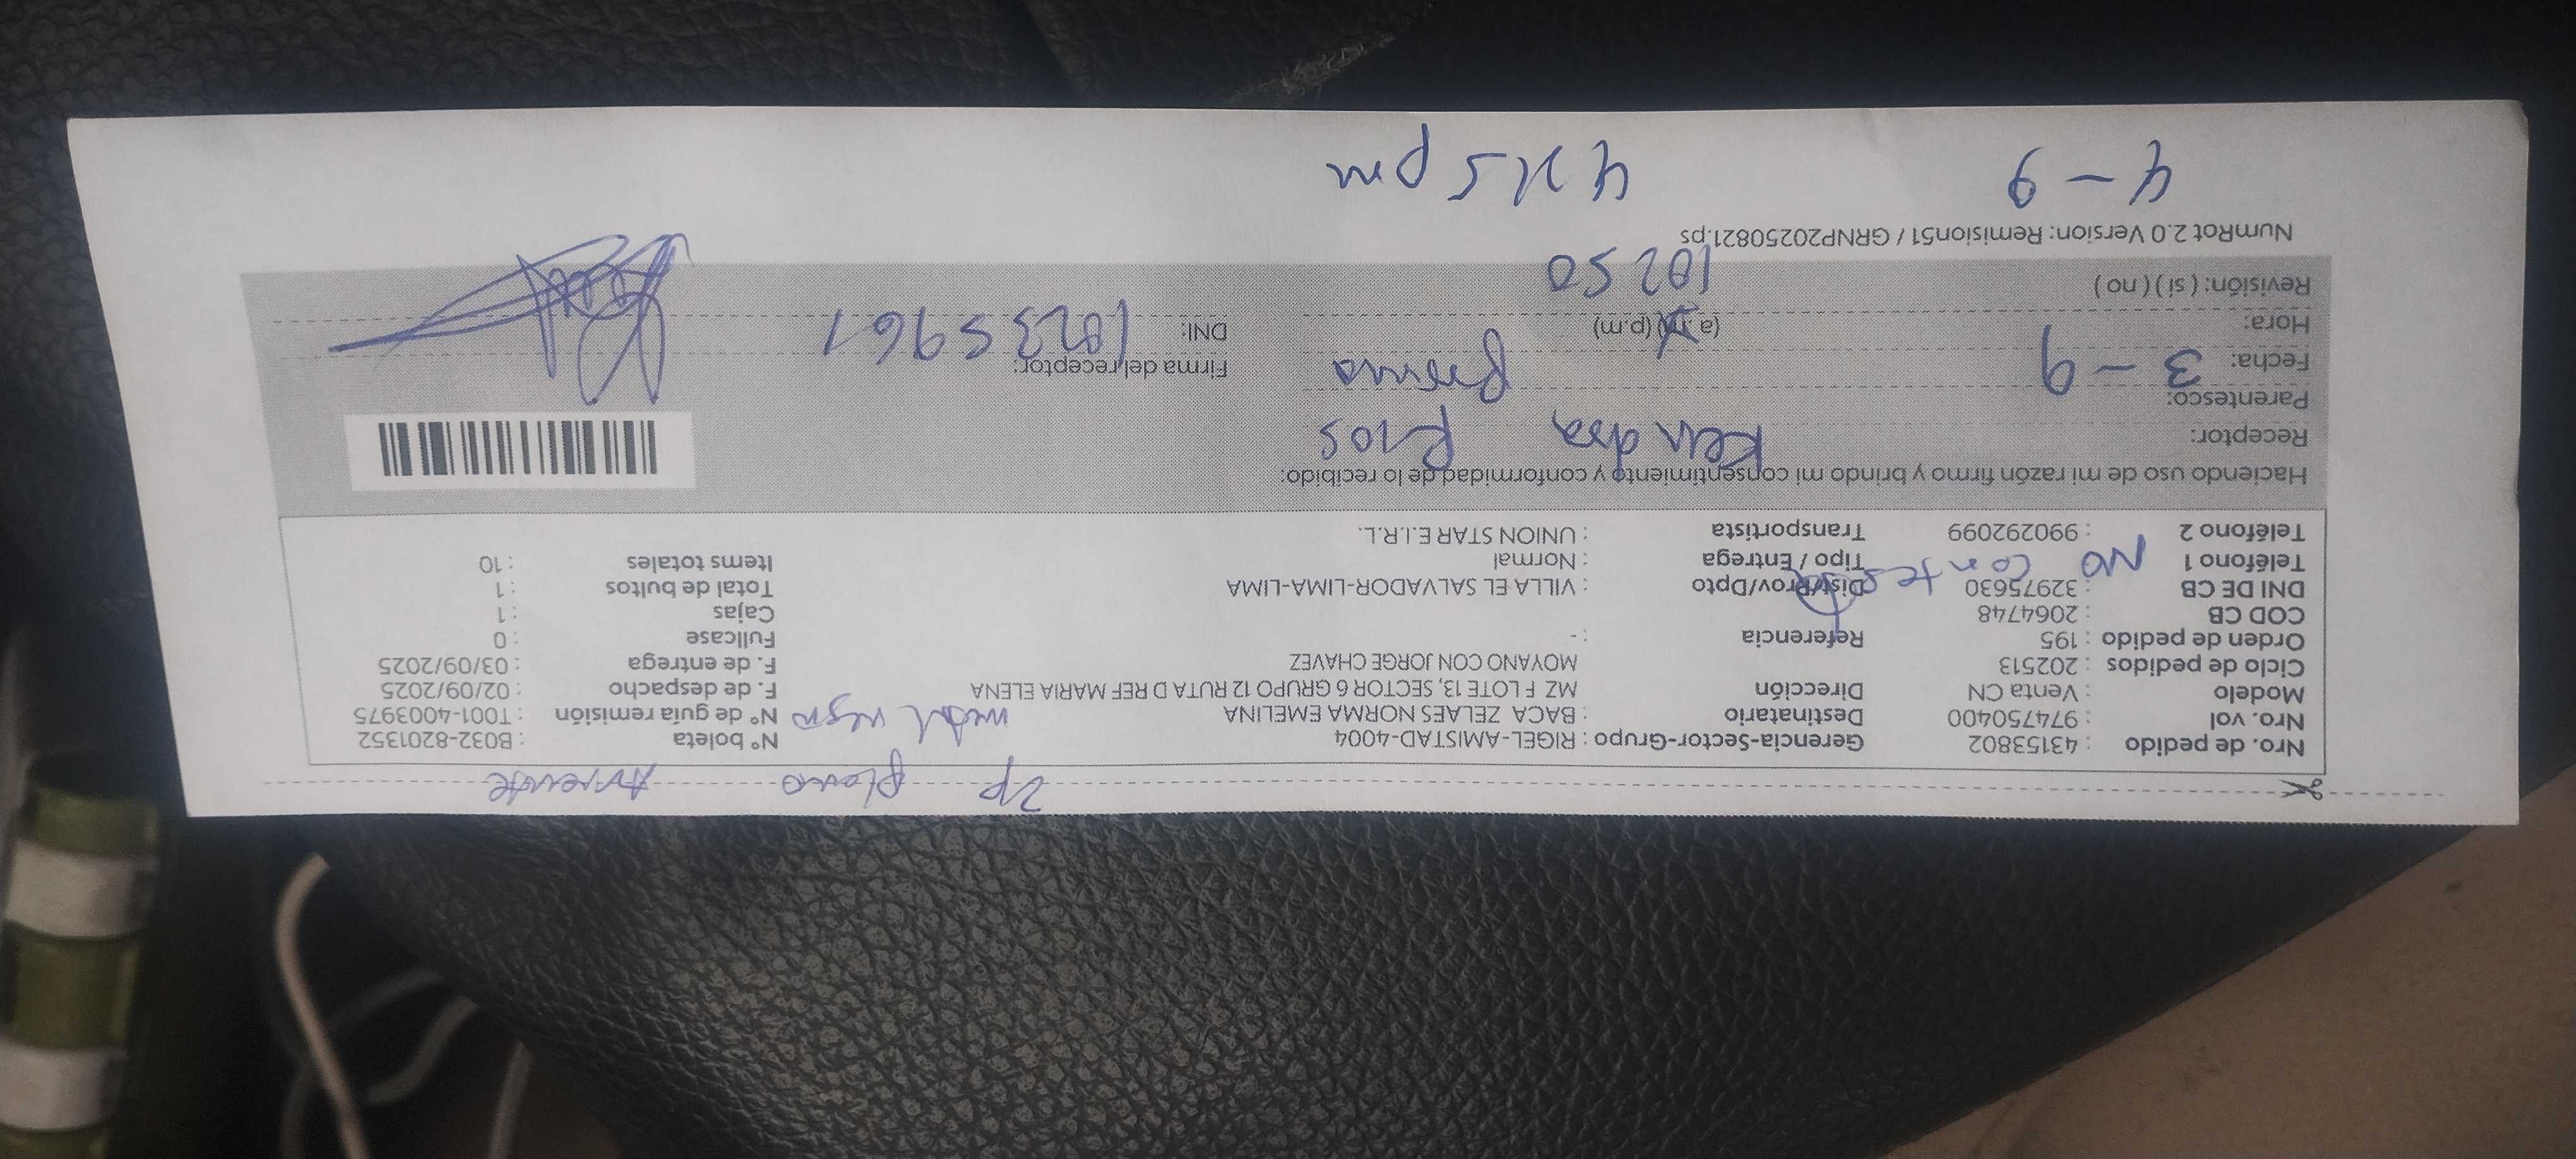 2p plomo Ausente
Nro. de pedido : 43153802 Gerencia-Sector-Grupo : RIGEL-AMISTAD-4004 N° boleta : B032-8201352
Nro. vol : 974750400 Destinatario : BACA ZELAES NORMA EMELINA metal negro N° de guía remisión : T001-4003975
Modelo : Venta CN Dirección MZ F LOTE 13, SECTOR 6 GRUPO 12 RUTA D REF MARIA ELENA F. de despacho : 02/09/2025
Ciclo de pedidos : 202513 MOYANO CON JORGE CHAVEZ F. de entrega : 03/09/2025
Orden de pedido : 195 Referencia : - Fullcase : 0
COD CB : 2064748 Cajas : 1
DNI DE CB : 32975630 Dist/Prov/Dpto : VILLA EL SALVADOR-LIMA-LIMA Total de bultos : 1
Teléfono 1 NO contesta Tipo / Entrega : Normal Items totales : 10
Teléfono 2 : 990292099 Transportista : UNION STAR E.I.R.L.
Haciendo uso de mi razón firmo y brindo mi consentimiento y conformidad de lo recibido:
Receptor: Kendra Rios
Parentesco:
Fecha: 3-9 Firma del receptor:
Hora: (a.m) (p.m) DNI: 10235961
Revisión: ( si ) ( no ) 10250
NumRot 2.0 Version: Remision51 / GRNP20250821.ps
4-9 pm